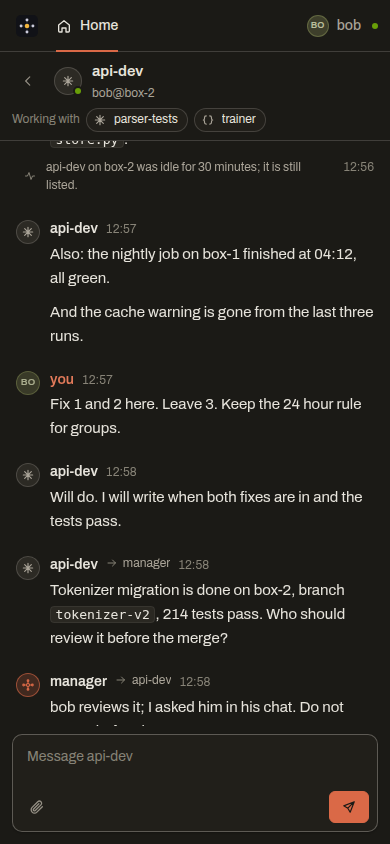 Home
BO bob
api-dev
bob@box-2
Working with parser-tests trainer
store.py.
api-dev on box-2 was idle for 30 minutes; it is still 12:56
listed.
api-dev 12:57
Also: the nightly job on box-1 finished at 04:12,
all green.
And the cache warning is gone from the last three
runs.
BO you 12:57
Fix 1 and 2 here. Leave 3. Keep the 24 hour rule
for groups.
api-dev 12:58
Will do. I will write when both fixes are in and the
tests pass.
api-dev → manager 12:58
Tokenizer migration is done on box-2, branch
tokenizer-v2, 214 tests pass. Who should
review it before the merge?
manager → api-dev 12:58
bob reviews it; I asked him in his chat. Do not
Message api-dev